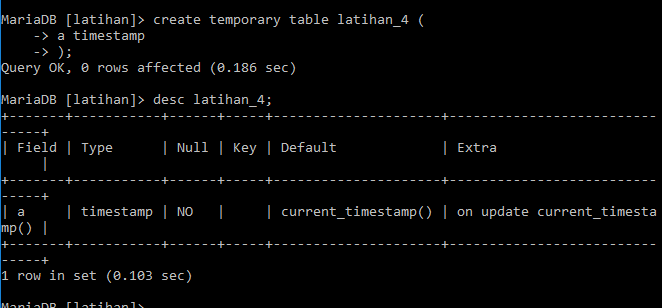 MariaDB [latihan]> create temporary table latihan_4 (
    -> a timestamp
    -> );
Query OK, 0 rows affected (0.186 sec)

MariaDB [latihan]> desc latihan_4;
+-------+-----------+------+-----+---------------------+--------------------------
-----+
| Field | Type      | Null | Key | Default             | Extra
     |
+-------+-----------+------+-----+---------------------+--------------------------
-----+
| a     | timestamp | NO   |     | current_timestamp() | on update current_timesta
mp() |
+-------+-----------+------+-----+---------------------+--------------------------
-----+
1 row in set (0.103 sec)

MariaDB [latihan]>